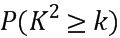 P(K² ≥ k)